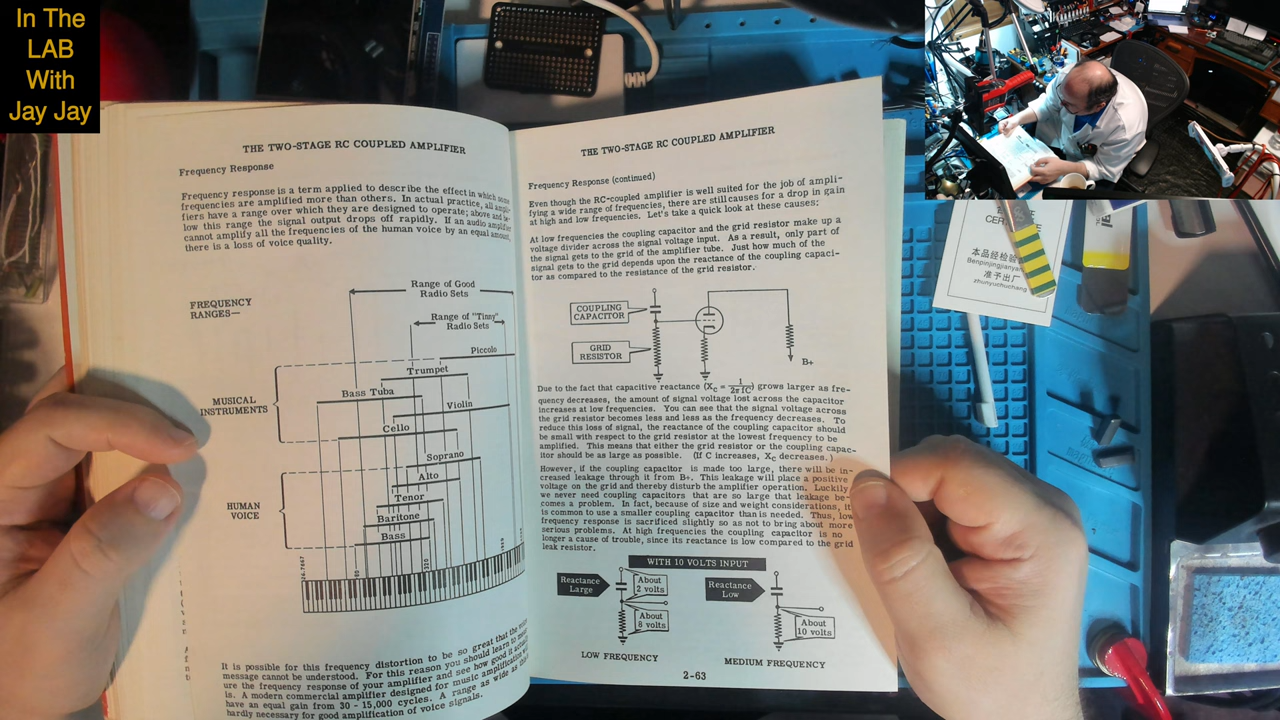 In The
LAB
With
Jay Jay
THE TWO-STAGE RC COUPLED AMPLIFIER
Frequency Response
Frequency response is a term applied to describe the effect in which some
frequencies are amplified more than others. In actual practice, all ampli-
fiers have a range over which they are designed to operate; above and be-
low this range the signal output drops off rapidly. If an audio amplifier
cannot amplify all the frequencies of the human voice by an equal amount,
there is a loss of voice quality.
FREQUENCY
RANGES—
Range of Good
Radio Sets
Range of "Tinny"
Radio Sets
Piccolo
Trumpet
Bass Tuba
MUSICAL
INSTRUMENTS
Violin
Cello
Soprano
Alto
HUMAN
VOICE
Tenor
Baritone
Bass
It is possible for this frequency distortion to be so great that the
message cannot be understood. For this reason you should learn to
ure the frequency response of your amplifier and see how good it actually
is. A modern commercial amplifier designed for music amplification will
have an equal gain from 30 - 15,000 cycles. A range as wide as this is
hardly necessary for good amplification of voice signals.
THE TWO-STAGE RC COUPLED AMPLIFIER
Frequency Response (continued)
Even though the RC-coupled amplifier is well suited for the job of ampli-
fying a wide range of frequencies, there are still causes for a drop in gain
at high and low frequencies. Let's take a quick look at these causes:
At low frequencies the coupling capacitor and the grid resistor make up a
voltage divider across the signal voltage input. As a result, only part of
the signal gets to the grid of the amplifier tube. Just how much of the
signal gets to the grid depends upon the reactance of the coupling capaci-
tor as compared to the resistance of the grid resistor.
COUPLING
CAPACITOR
GRID
RESISTOR
B+
Due to the fact that capacitive reactance (Xc = 1/2πfC) grows larger as fre-
quency decreases, the amount of signal voltage lost across the capacitor
increases at low frequencies. You can see that the signal voltage across
the grid resistor becomes less and less as the frequency decreases. To
reduce this loss of signal, the reactance of the coupling capacitor should
be small with respect to the grid resistor at the lowest frequency to be
amplified. This means that either the grid resistor or the coupling capac-
itor should be as large as possible. (If C increases, Xc decreases.)
However, if the coupling capacitor is made too large, there will be in-
creased leakage through it from B+. This leakage will place a positive
voltage on the grid and thereby disturb the amplifier operation. Luckily
we never need coupling capacitors that are so large that leakage be-
comes a problem. In fact, because of size and weight considerations, it
is common to use a smaller coupling capacitor than is needed. Thus, low
frequency response is sacrificed slightly so as not to bring about more
serious problems. At high frequencies the coupling capacitor is no
longer a cause of trouble, since its reactance is low compared to the grid
leak resistor.
WITH 10 VOLTS INPUT
Reactance
Large
About
2 volts
About
8 volts
LOW FREQUENCY
Reactance
Low
About
10 volts
MEDIUM FREQUENCY
2-63
本品经检验
准予出厂